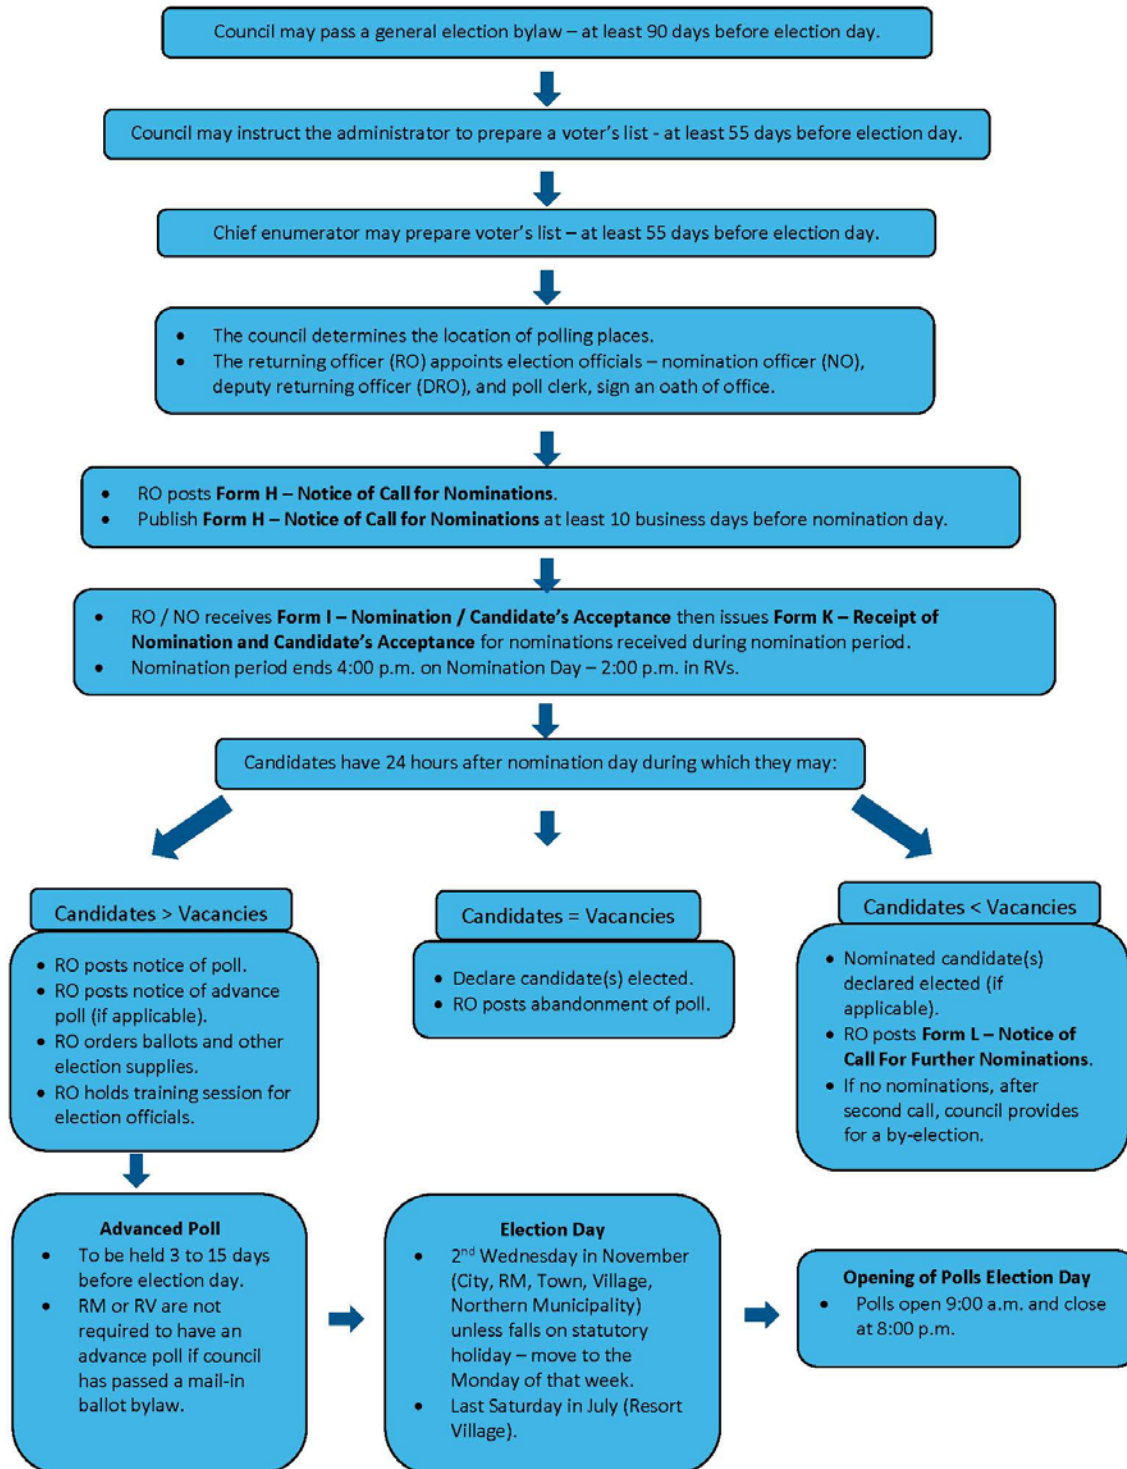 Council may pass a general election bylaw – at least 90 days before election day.
Council may instruct the administrator to prepare a voter's list - at least 55 days before election day.
Chief enumerator may prepare voter's list – at least 55 days before election day.
• The council determines the location of polling places.
• The returning officer (RO) appoints election officials – nomination officer (NO),
deputy returning officer (DRO), and poll clerk, sign an oath of office.
• RO posts Form H – Notice of Call for Nominations.
• Publish Form H – Notice of Call for Nominations at least 10 business days before nomination day.
• RO / NO receives Form I – Nomination / Candidate's Acceptance then issues Form K – Receipt of
Nomination and Candidate's Acceptance for nominations received during nomination period.
• Nomination period ends 4:00 p.m. on Nomination Day – 2:00 p.m. in RVs.
Candidates have 24 hours after nomination day during which they may:
Candidates > Vacancies
• RO posts notice of poll.
• RO posts notice of advance
poll (if applicable).
• RO orders ballots and other
election supplies.
• RO holds training session for
election officials.
Candidates = Vacancies
• Declare candidate(s) elected.
• RO posts abandonment of poll.
Candidates < Vacancies
• Nominated candidate(s)
declared elected (if
applicable).
• RO posts Form L – Notice of
Call For Further Nominations.
• If no nominations, after
second call, council provides
for a by-election.
Advanced Poll
• To be held 3 to 15 days
before election day.
• RM or RV are not
required to have an
advance poll if council
has passed a mail-in
ballot bylaw.
Election Day
• 2nd Wednesday in November
(City, RM, Town, Village,
Northern Municipality)
unless falls on statutory
holiday – move to the
Monday of that week.
• Last Saturday in July (Resort
Village).
Opening of Polls Election Day
• Polls open 9:00 a.m. and close
at 8:00 p.m.